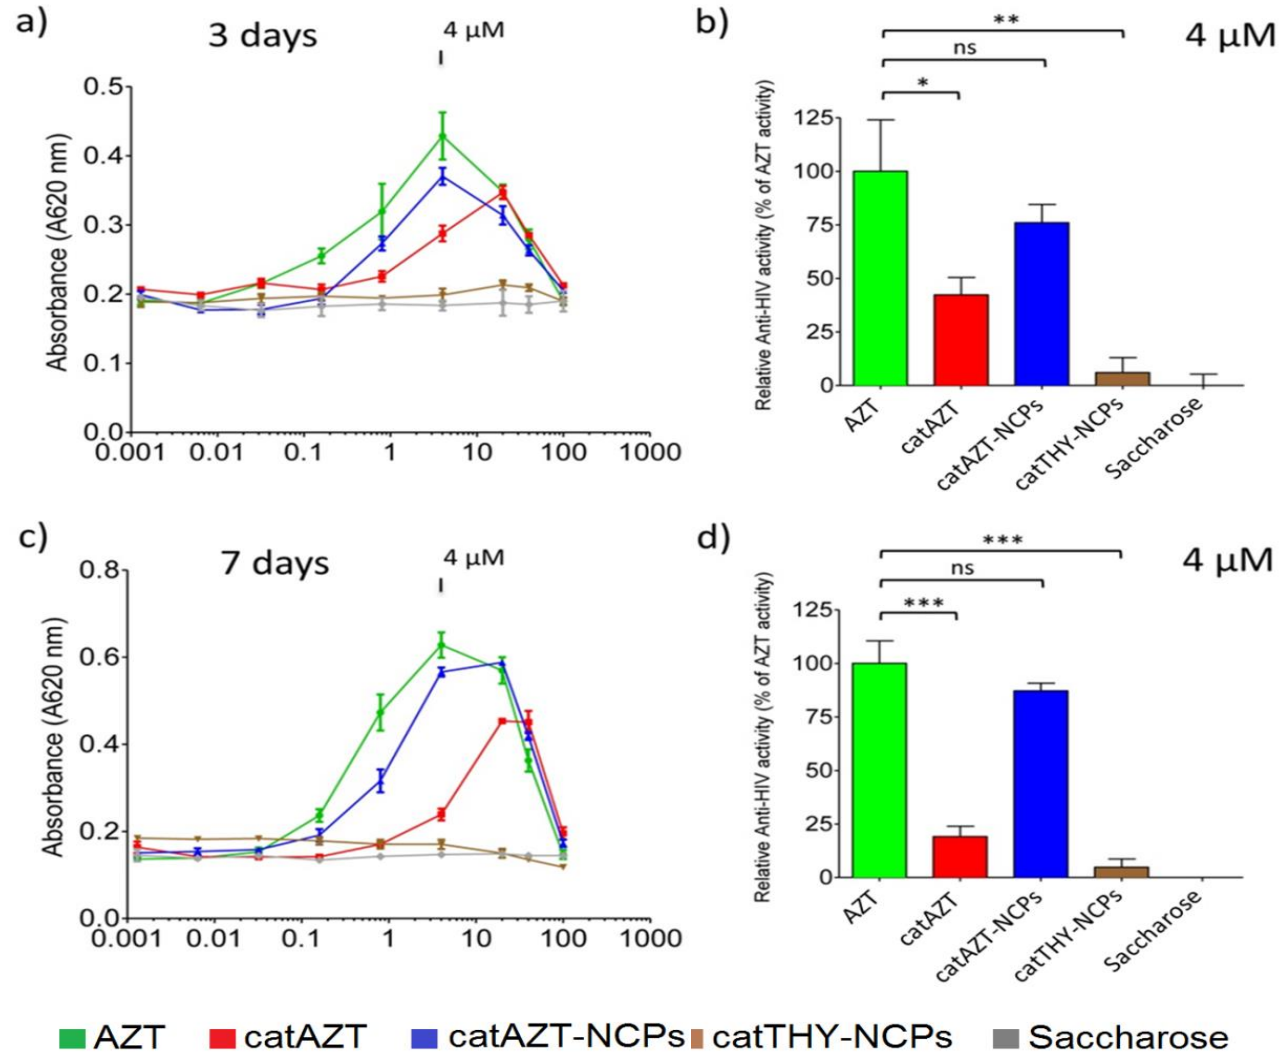 a)
3 days
4 µM
Absorbance (A620 nm)
0.5
0.4
0.3
0.2
0.1
0.0
0.001 0.01 0.1 1 10 100 1000
b)
4 µM
**
ns
*
Relative Anti-HIV activity (% of AZT activity)
125
100
75
50
25
0
AZT
catAZT
catAZT-NCPs
catTHY-NCPs
Saccharose
c)
7 days
4 µM
Absorbance (A620 nm)
0.8
0.6
0.4
0.2
0.0
0.001 0.01 0.1 1 10 100 1000
d)
4 µM
***
ns
***
Relative Anti-HIV activity (% of AZT activity)
125
100
75
50
25
0
AZT
catAZT
catAZT-NCPs
catTHY-NCPs
Saccharose
AZT catAZT catAZT-NCPs catTHY-NCPs Saccharose